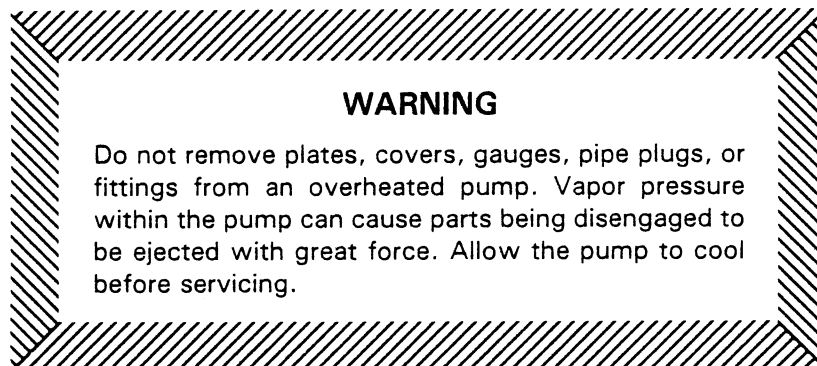 WARNING
Do not remove plates, covers, gauges, pipe plugs, or
fittings from an overheated pump. Vapor pressure
within the pump can cause parts being disengaged to
be ejected with great force. Allow the pump to cool
before servicing.